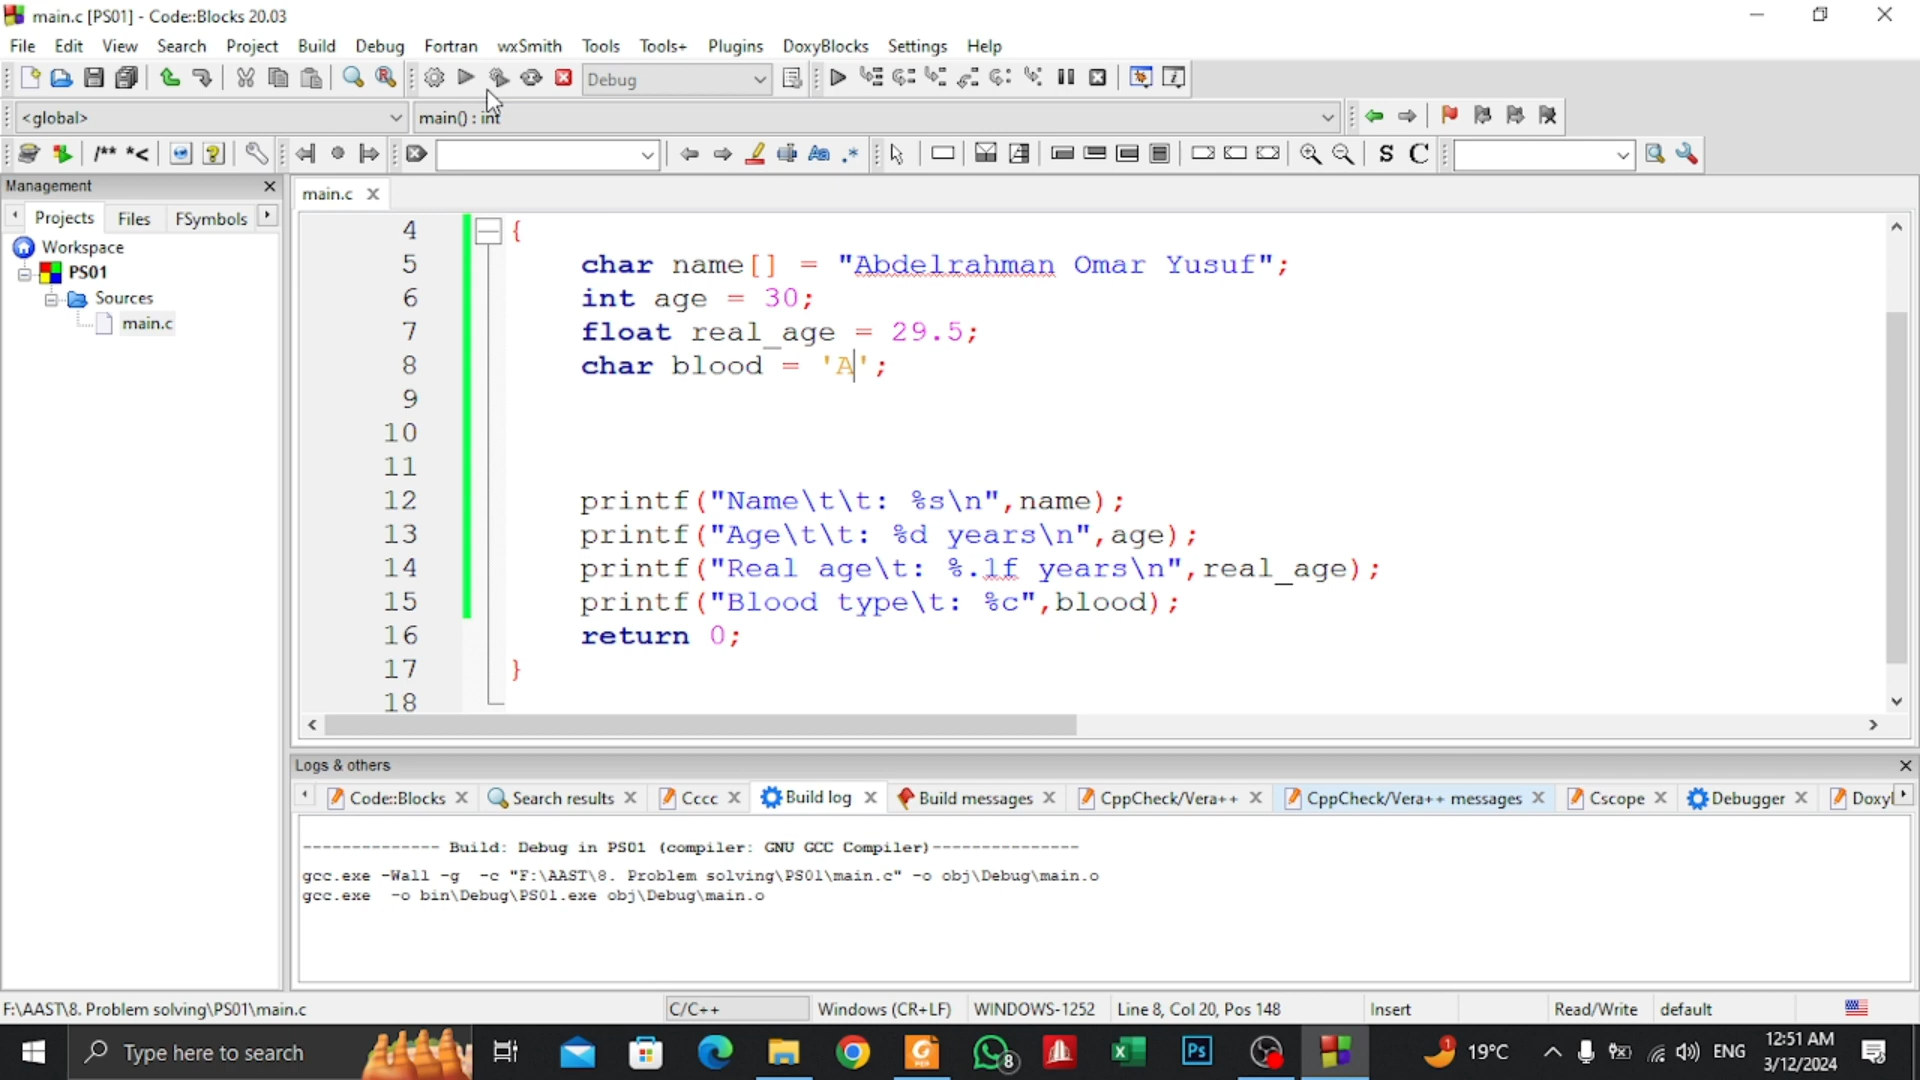 main.c [PS01] - Code::Blocks 20.03
File Edit View Search Project Build Debug Fortran wxSmith Tools Tools+ Plugins DoxyBlocks Settings Help
Debug
<global> main() : int
/** *< Aa .* S C
Management
main.c
Projects Files FSymbols
Workspace
PS01
Sources
main.c
4 {
5 char name[] = "Abdelrahman Omar Yusuf";
6 int age = 30;
7 float real_age = 29.5;
8 char blood = 'A';
9
10
11
12 printf("Name\t\t: %s\n",name);
13 printf("Age\t\t: %d years\n",age);
14 printf("Real age\t: %.1f years\n",real_age);
15 printf("Blood type\t: %c",blood);
16 return 0;
17 }
18
Logs & others
Code::Blocks Search results Cccc Build log Build messages CppCheck/Vera++ CppCheck/Vera++ messages Cscope Debugger Doxyl
-------------- Build: Debug in PS01 (compiler: GNU GCC Compiler)---------------
gcc.exe -Wall -g -c "F:\AAST\8. Problem solving\PS01\main.c" -o obj\Debug\main.o
gcc.exe -o bin\Debug\PS01.exe obj\Debug\main.o
F:\AAST\8. Problem solving\PS01\main.c C/C++ Windows (CR+LF) WINDOWS-1252 Line 8, Col 20, Pos 148 Insert Read/Write default
Type here to search 8 Ps 1 19°C ENG 12:51 AM
3/12/2024